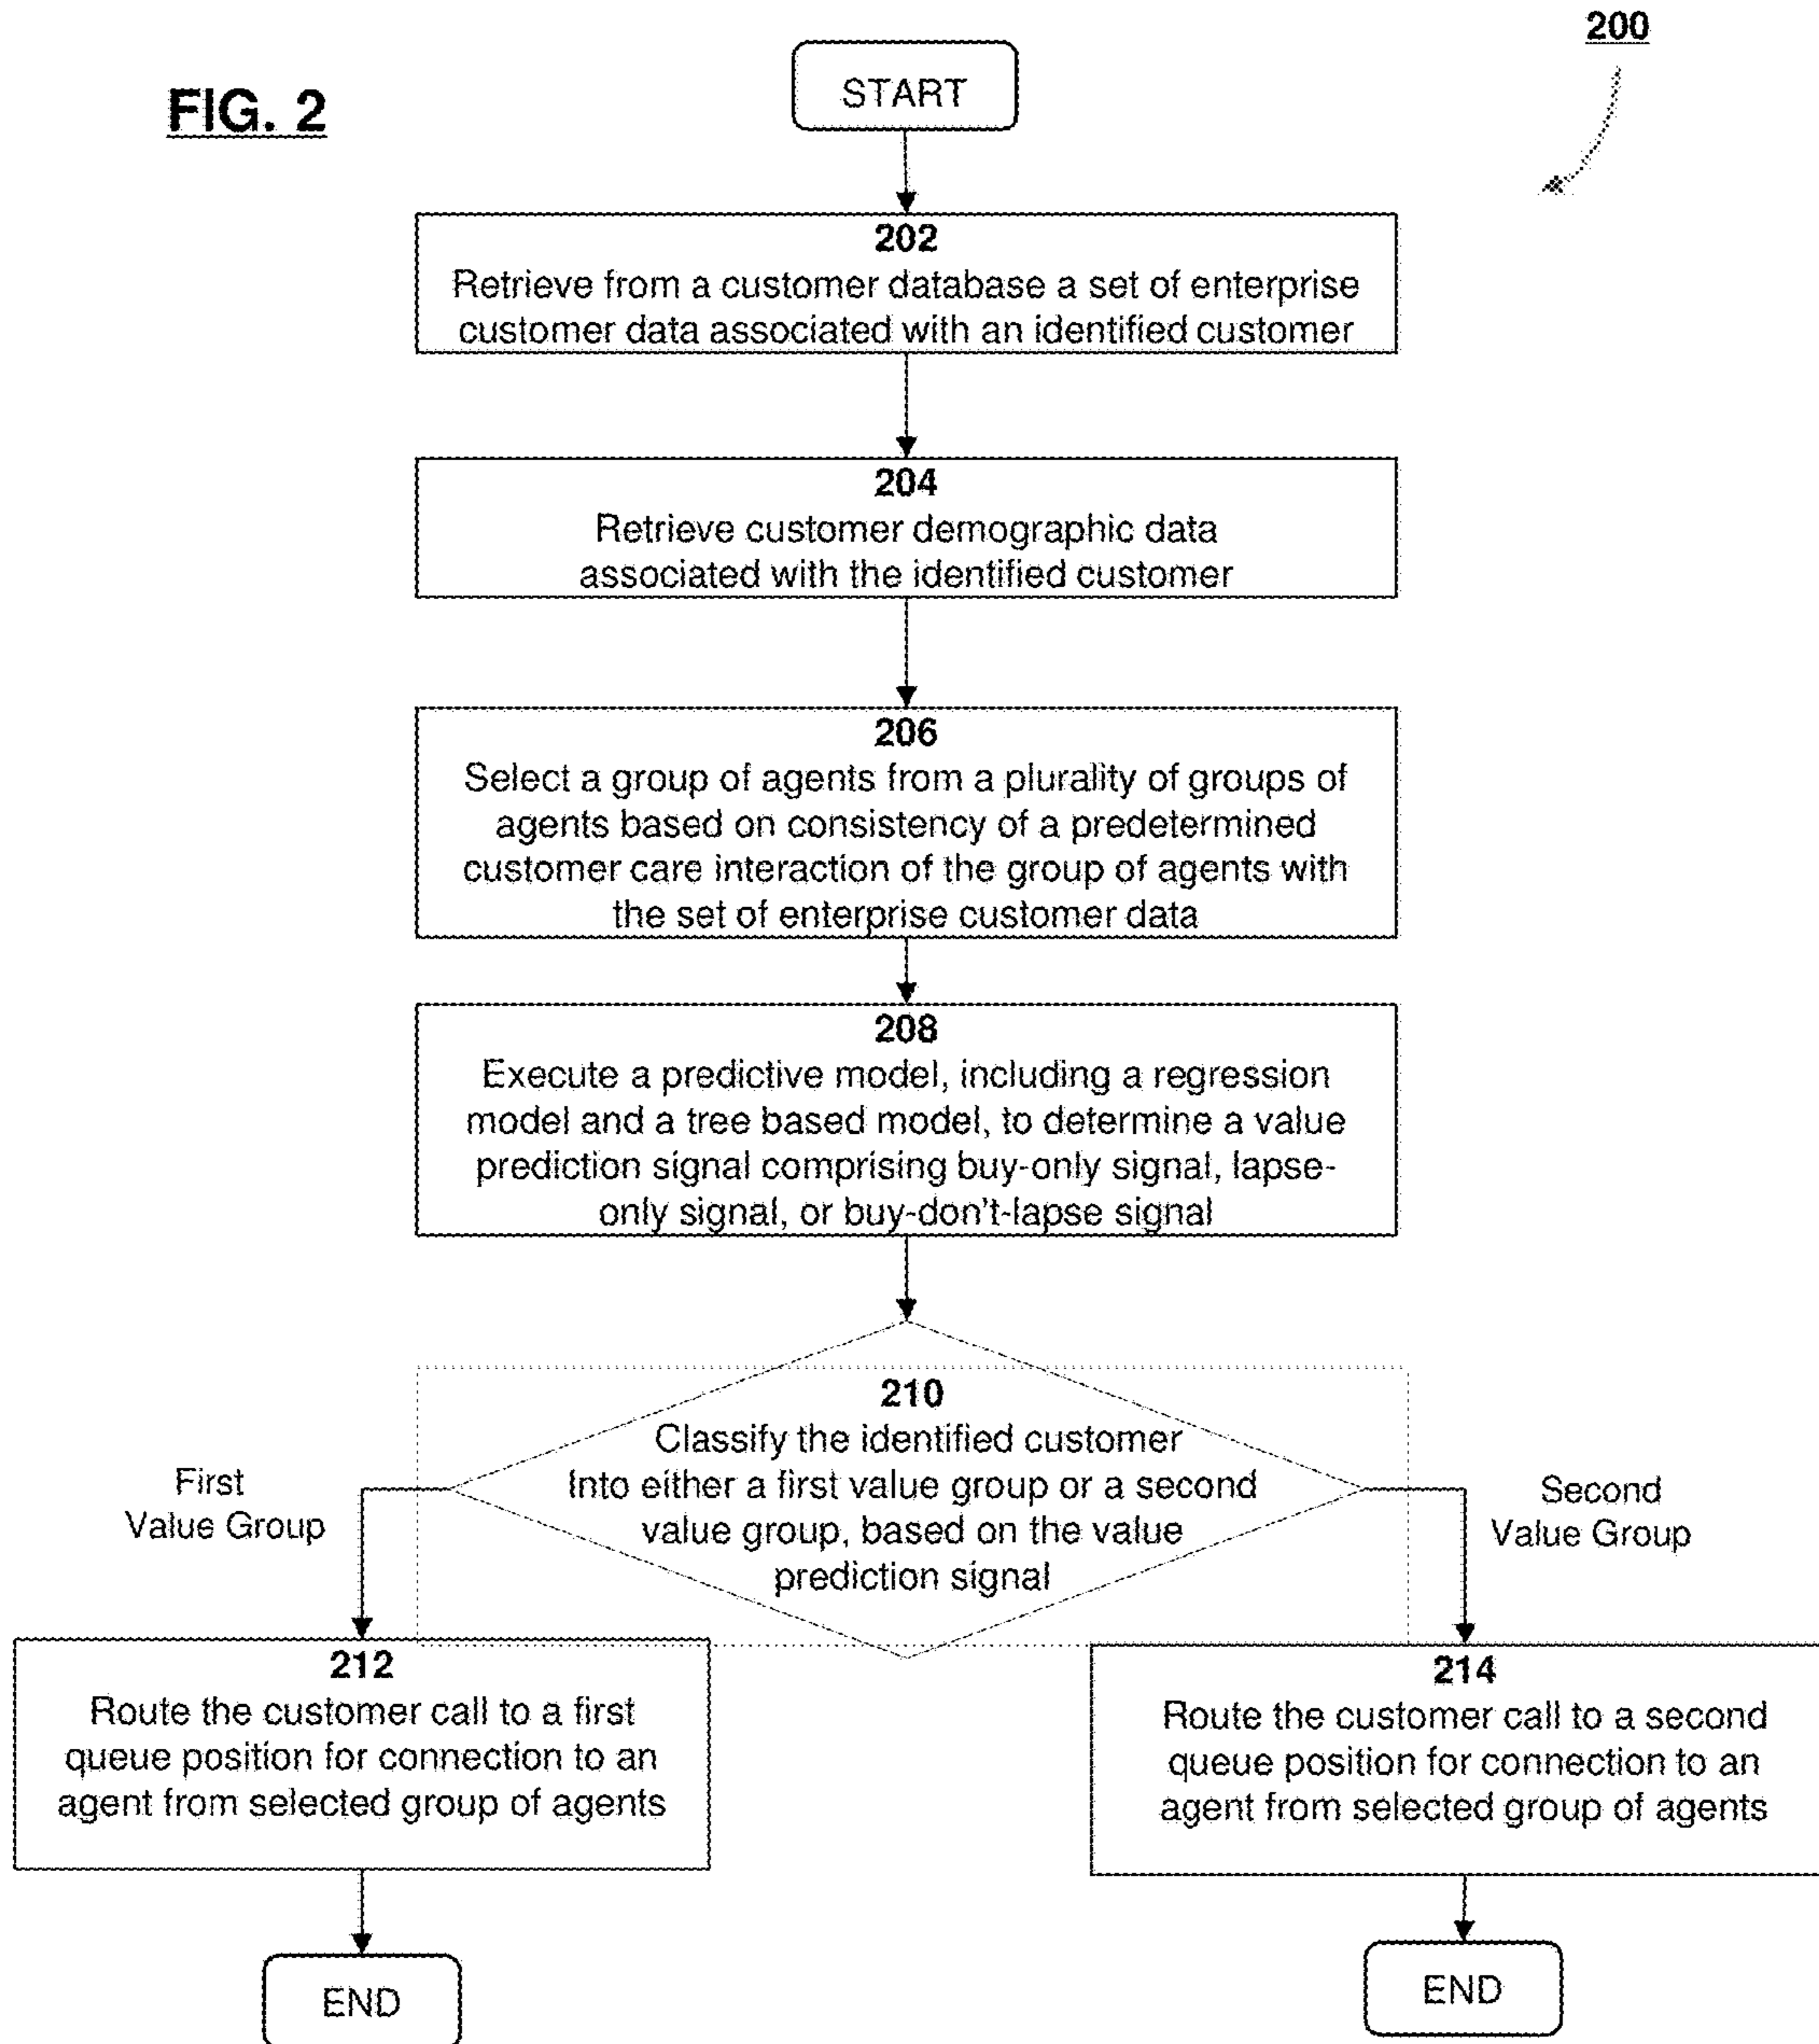 200
FIG. 2
START
202
Retrieve from a customer database a set of enterprise
customer data associated with an identified customer
204
Retrieve customer demographic data
associated with the identified customer
206
Select a group of agents from a plurality of groups of
agents based on consistency of a predetermined
customer care interaction of the group of agents with
the set of enterprise customer data
208
Execute a predictive model, including a regression
model and a tree based model, to determine a value
prediction signal comprising buy-only signal, lapse-
only signal, or buy-don't-lapse signal
210
Classify the identified customer
Into either a first value group or a second
value group, based on the value
prediction signal
First
Value Group
Second
Value Group
212
Route the customer call to a first
queue position for connection to an
agent from selected group of agents
214
Route the customer call to a second
queue position for connection to an
agent from selected group of agents
END
END